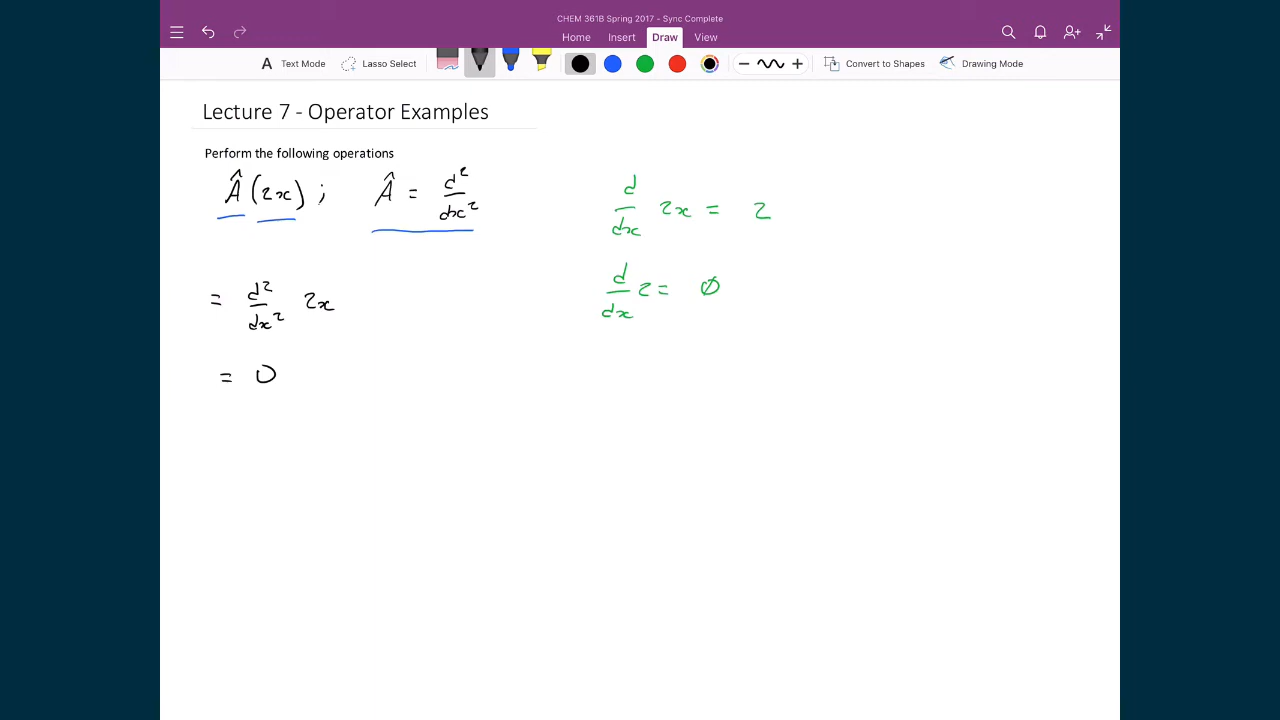 CHEM 361B Spring 2017 - Sync Complete
Home Insert Draw View
A Text Mode Lasso Select Convert to Shapes Drawing Mode
Lecture 7 - Operator Examples
Perform the following operations
Â(2x) ; Â = d²/dx²
= d²/dx² 2x
= 0
d/dx 2x = 2
d/dx 2 = ∅